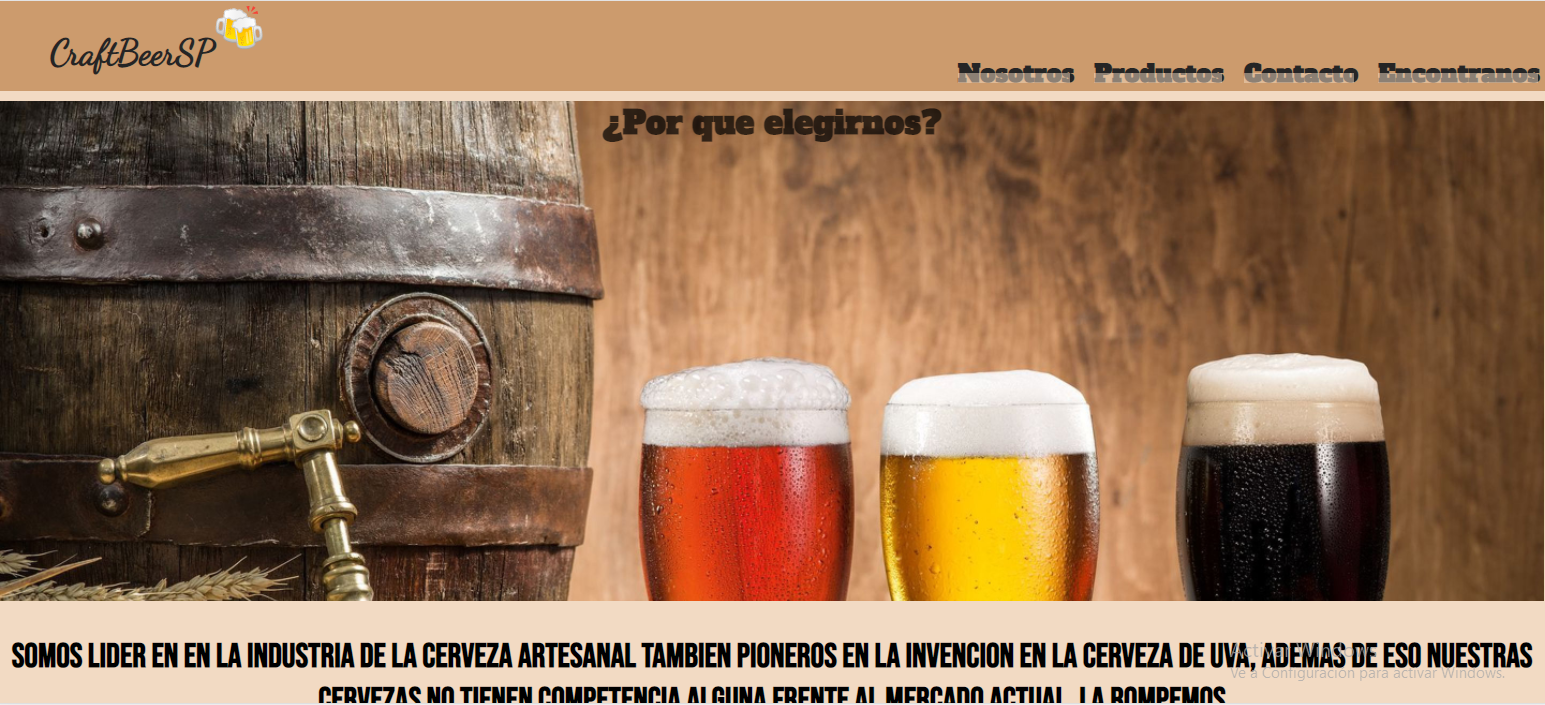 CraftBeerSP
Nosotros Productos Contacto Encontranos
¿Por que elegirnos?
SOMOS LIDER EN EN LA INDUSTRIA DE LA CERVEZA ARTESANAL TAMBIEN PIONEROS EN LA INVENCION EN LA CERVEZA DE UVA, ADEMAS DE ESO NUESTRAS
CERVEZAS NO TIENEN COMPETENCIA ALGUNA FRENTE AL MERCADO ACTUAL. LA ROMPEMOS
Activar Windows
Ve a Configuración para activar Windows.